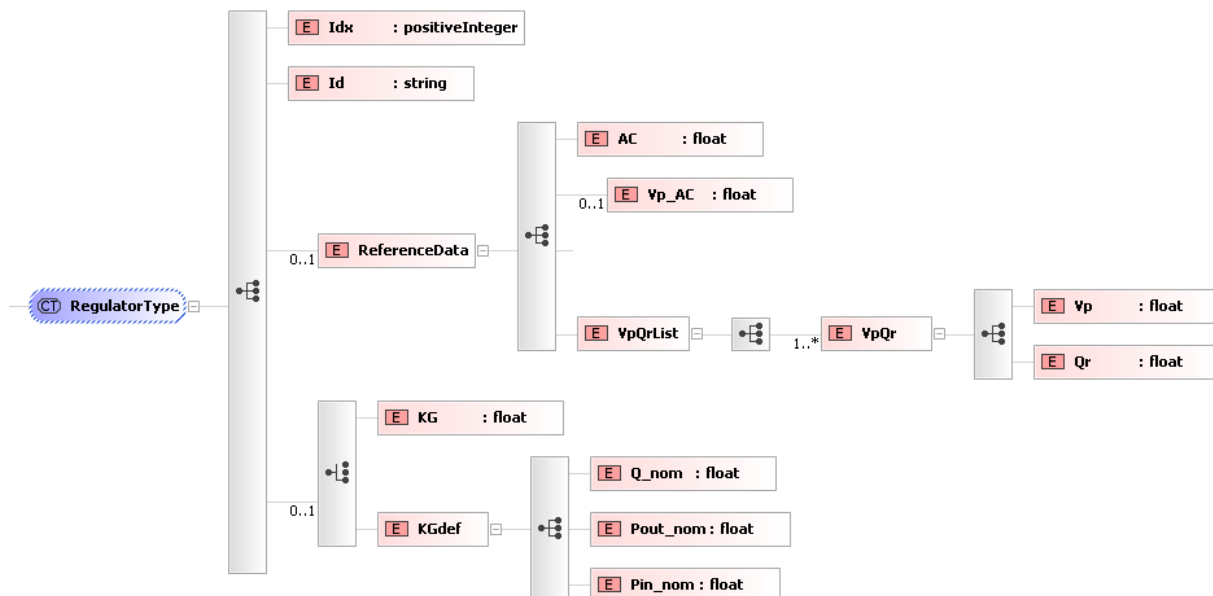 E Idx : positiveInteger
E Id : string
E AC : float
0..1 E Vp_AC : float
0..1 E ReferenceData
CT RegulatorType
E VpQrList
1..* E VpQr
E Vp : float
E Qr : float
E KG : float
0..1
E KGdef
E Q_nom : float
E Pout_nom : float
E Pin_nom : float